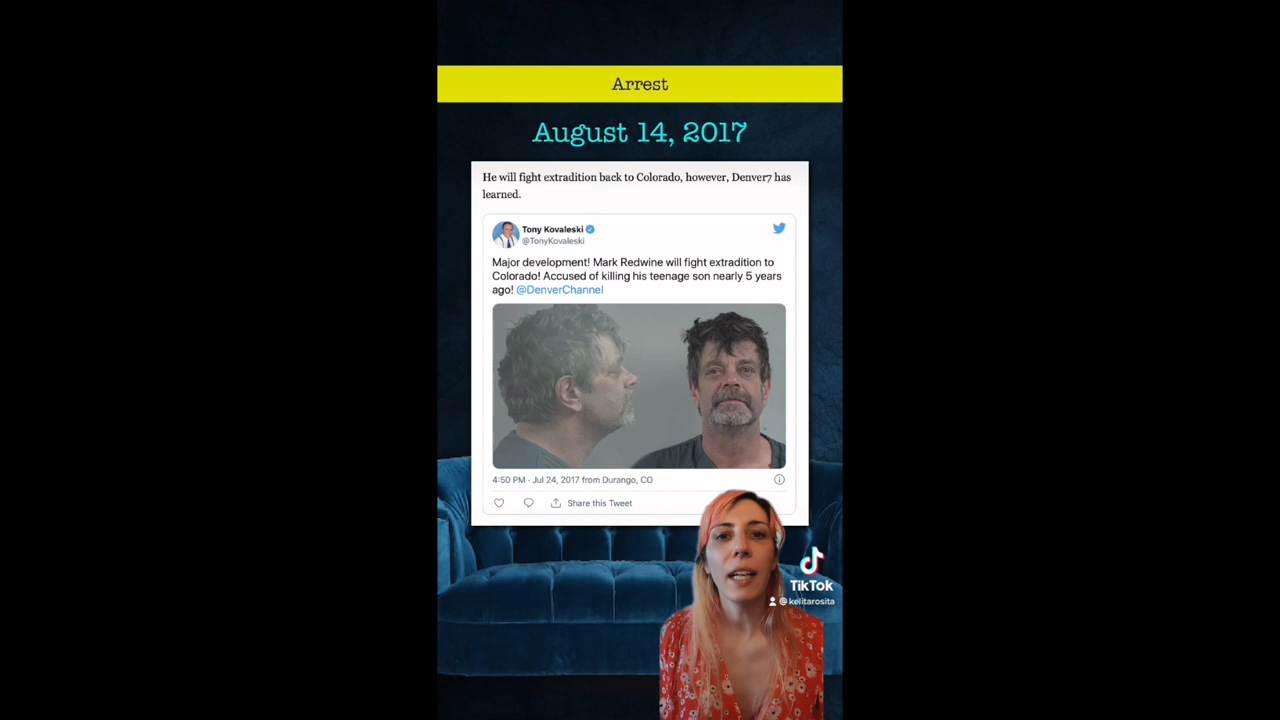 Arrest
August 14, 2017
He will fight extradition back to Colorado, however, Denver7 has
learned.
Tony Kovaleski
@TonyKovaleski
Major development! Mark Redwine will fight extradition to
Colorado! Accused of killing his teenage son nearly 5 years
ago! @DenverChannel
4:50 PM · Jul 24, 2017 from Durango, CO
Share this Tweet
TikTok
@kelitarosita